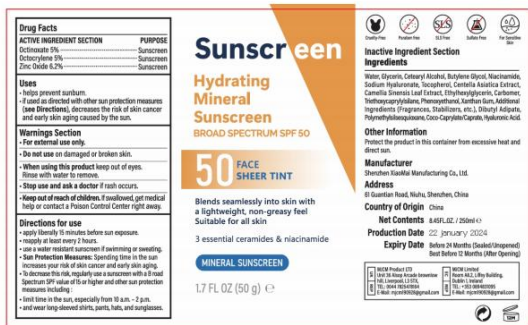 Drug Facts
ACTIVE INGREDIENT SECTION PURPOSE
Octinoxate 5% Sunscreen
Octocrylene 5% Sunscreen
Zinc Oxide 6.2% Sunscreen
Uses
• helps prevent sunburn.
• if used as directed with other sun protection measures
(see Directions), decreases the risk of skin cancer
and early skin aging caused by the sun.
Warnings Section
• For external use only.
• Do not use on damaged or broken skin.
• When using this product keep out of eyes.
Rinse with water to remove.
• Stop use and ask a doctor if rash occurs.
• Keep out of reach of children. If swallowed, get medical
help or contact a Poison Control Center right away.
Directions for use
• apply liberally 15 minutes before sun exposure.
• reapply at least every 2 hours.
• use a water resistant sunscreen if swimming or sweating.
• Sun Protection Measures: Spending time in the sun
increases your risk of skin cancer and early skin aging.
• To decrease this risk, regularly use a sunscreen with a Broad
Spectrum SPF value of 15 or higher and other sun protection
measures including :
• limit time in the sun, especially from 10 a.m. – 2 p.m.
• and wear long-sleeved shirts, pants, hats, and sunglasses.
Sunscreen
Hydrating
Mineral
Sunscreen
BROAD SPECTRUM SPF 50
50 FACE
SHEER TINT
Blends seamlessly into skin with
a lightweight, non-greasy feel
Suitable for all skin
3 essential ceramides & niacinamide
MINERAL SUNSCREEN
1.7 FL OZ (50 g) ℮
SLS
Cruelty-Free Paraben Free SLS Free Sulfate Free For Sensitive
Skin
Inactive Ingredient Section
Ingredients
Water, Glycerin, Cetearyl Alcohol, Butylene Glycol, Niacinamide,
Sodium Hyaluronate, Tocopherol, Centella Asiatica Extract,
Camellia Sinensis Leaf Extract, Ethylhexylglycerin, Carbomer,
Triethoxycaprylylsilane, Phenoxyethanol, Xanthan Gum, Additional
Ingredients (Fragrances, Stabilizers, etc.), Dibutyl Adipate,
Polymethylsilsesquioxane, Coco-Caprylate/Caprate, Hyaluronic Acid.
Other Information
Protect the product in this container from excessive heat and
direct sun.
Manufacturer
Shenzhen XiaoMai Manufacturing Co., Ltd.
Address
81 Guantian Road, Niuhu, Shenzhen, China
Country of Origin China
Net Contents 8.45FL.OZ. / 250ml ℮
Production Date 22 january 2024
Expiry Date Before 24 Months (Sealed/Unopened)
Best Before 12 Months (After Opening)
12M